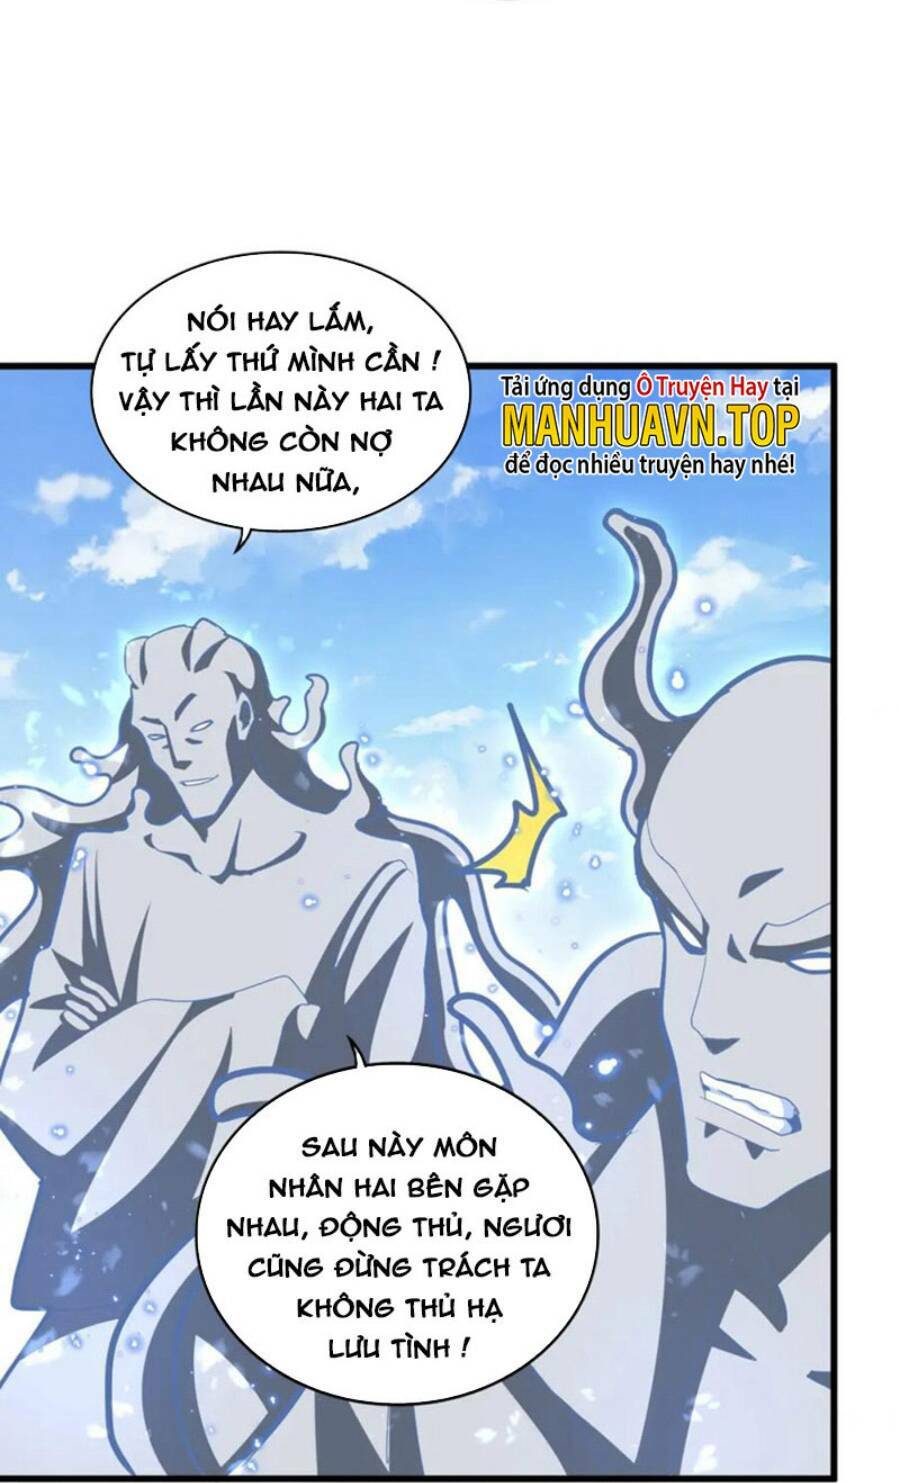 NÓI HAY LẮM,
TỰ LẤY THỨ MÌNH CẦN !
VẬY THÌ LẦN NÀY HAI TA
KHÔNG CÒN NỢ
NHAU NỮA,
Tải ứng dụng Ô Truyện Hay tại
MANHUAVN.TOP
để đọc nhiều truyện hay nhé!
SAU NÀY MÔN
NHÂN HAI BÊN GẶP
NHAU, ĐỘNG THỦ, NGƯƠI
CŨNG ĐỪNG TRÁCH TA
KHÔNG THỦ HẠ
LƯU TÌNH !